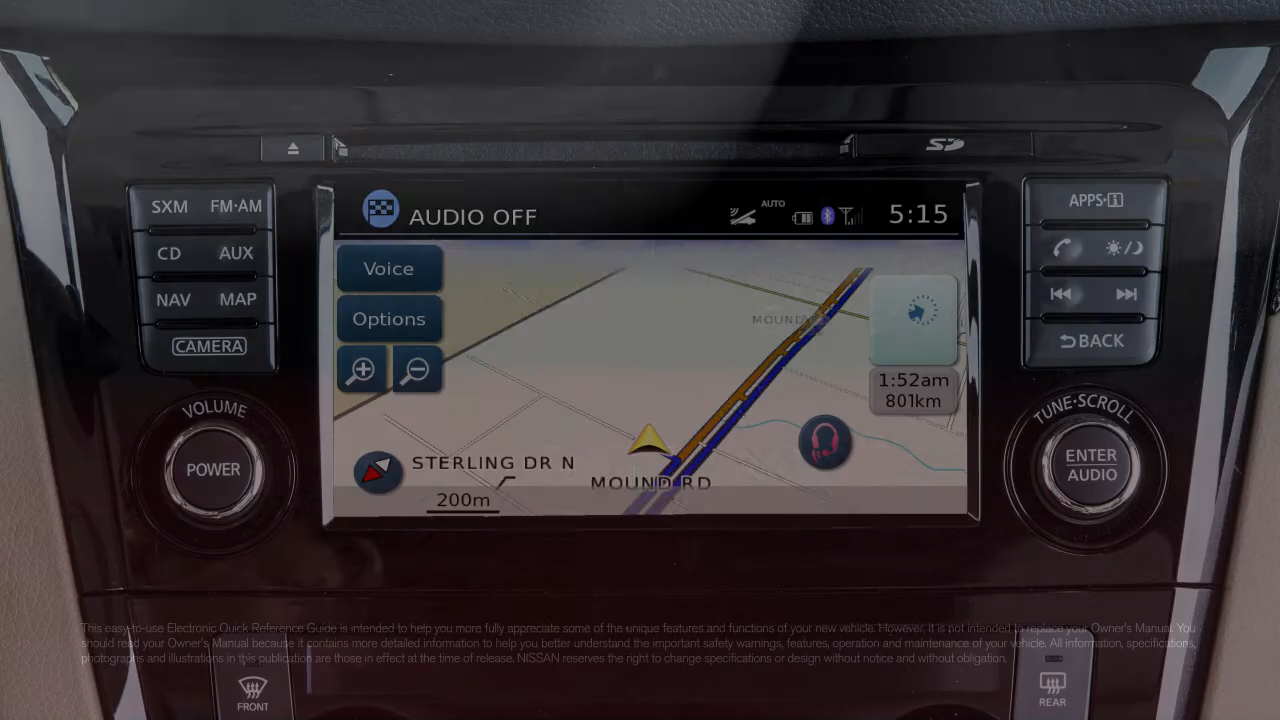 SD
SXM FM·AM
CD AUX
NAV MAP
CAMERA
VOLUME
POWER
AUDIO OFF
AUTO
5:15
Voice
Options
MOUND
1:52am
801km
STERLING DR N
MOUND RD
200m
APPS·i
BACK
TUNE·SCROLL
ENTER
AUDIO
This easy-to-use Electronic Quick Reference Guide is intended to help you more fully appreciate some of the unique features and functions of your new vehicle. However, it is not intended to replace your Owner's Manual. You
should read your Owner's Manual because it contains more detailed information to help you better understand the important safety warnings, features, operation and maintenance of your vehicle. All information, specifications,
photographs and illustrations in this publication are those in effect at the time of release. NISSAN reserves the right to change specifications or design without notice and without obligation.
FRONT
REAR